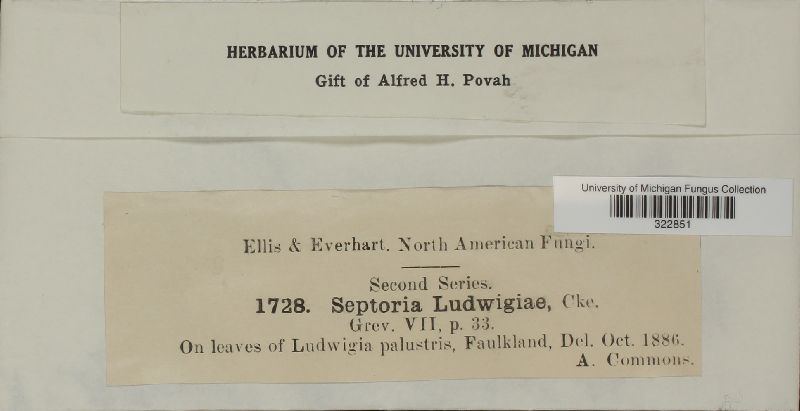 HERBARIUM OF THE UNIVERSITY OF MICHIGAN
Gift of Alfred H. Povah
University of Michigan Fungus Collection
322851
Ellis & Everhart. North American Fungi.
Second Series.
1728. Septoria Ludwigiae, Cke.
Grev. VII, p. 33.
On leaves of Ludwigia palustris, Faulkland, Del. Oct. 1886.
A. Commons.